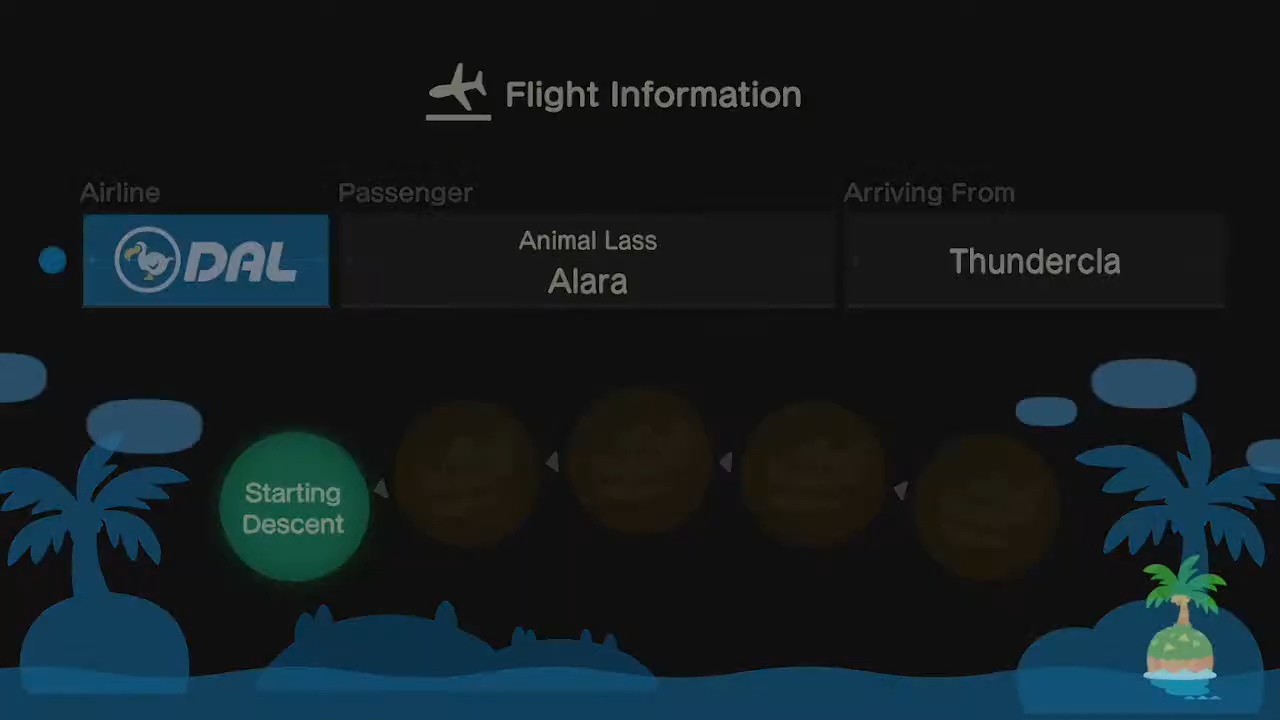 Flight Information
Airline
Passenger
Arriving From
DAL
Animal Lass
Alara
Thundercla
Starting
Descent